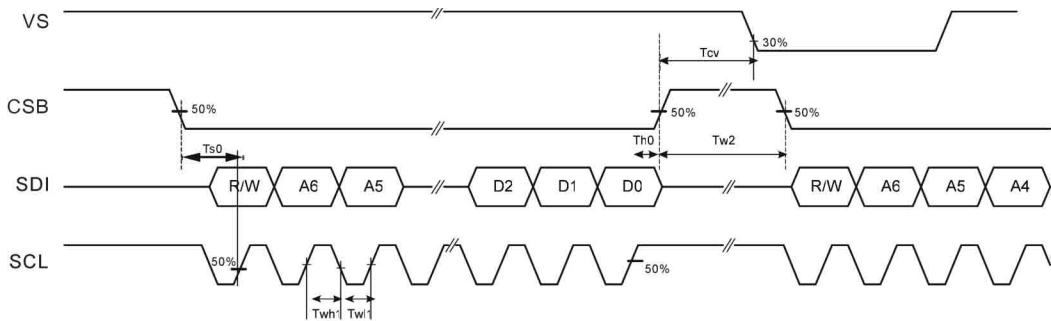 VS
30%
Tcv
CSB
50%
50%
50%
Ts0
Th0
Tw2
SDI
R/W A6 A5 D2 D1 D0 R/W A6 A5 A4
SCL
50%
50%
Twh1 Twl1